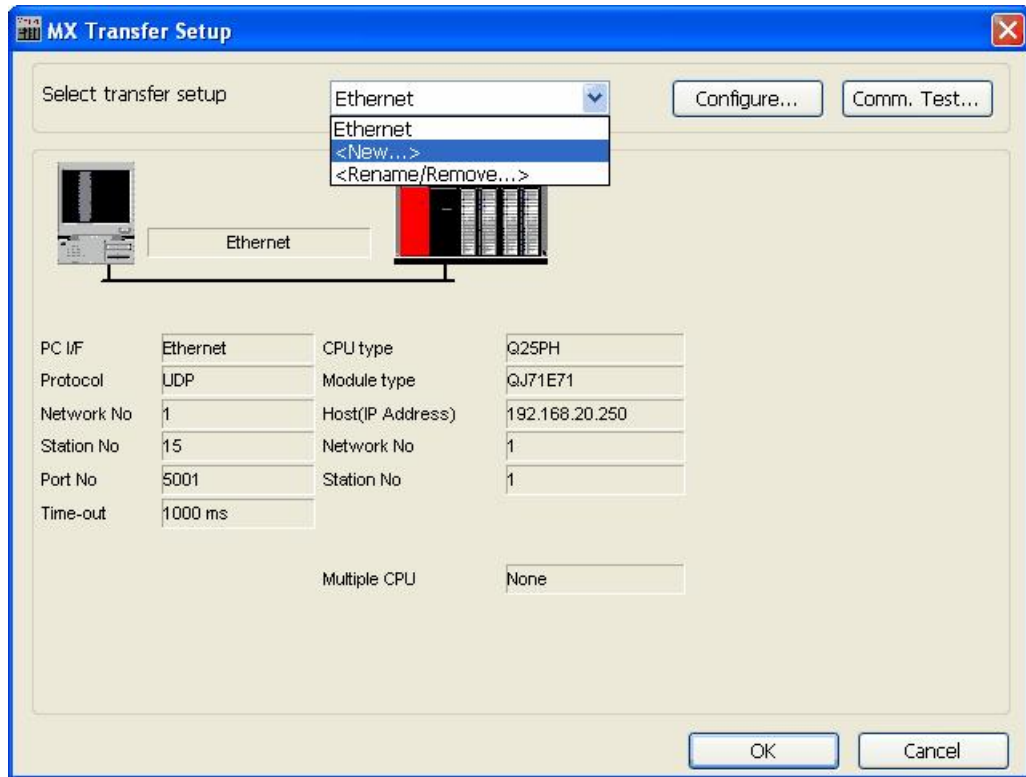 MX Transfer Setup
Select transfer setup
Ethernet
Configure...
Comm. Test...
Ethernet
<New...>
<Rename/Remove...>
Ethernet
PC I/F Ethernet CPU type Q25PH
Protocol UDP Module type QJ71E71
Network No 1 Host(IP Address) 192.168.20.250
Station No 15 Network No 1
Port No 5001 Station No 1
Time-out 1000 ms
Multiple CPU None
OK Cancel